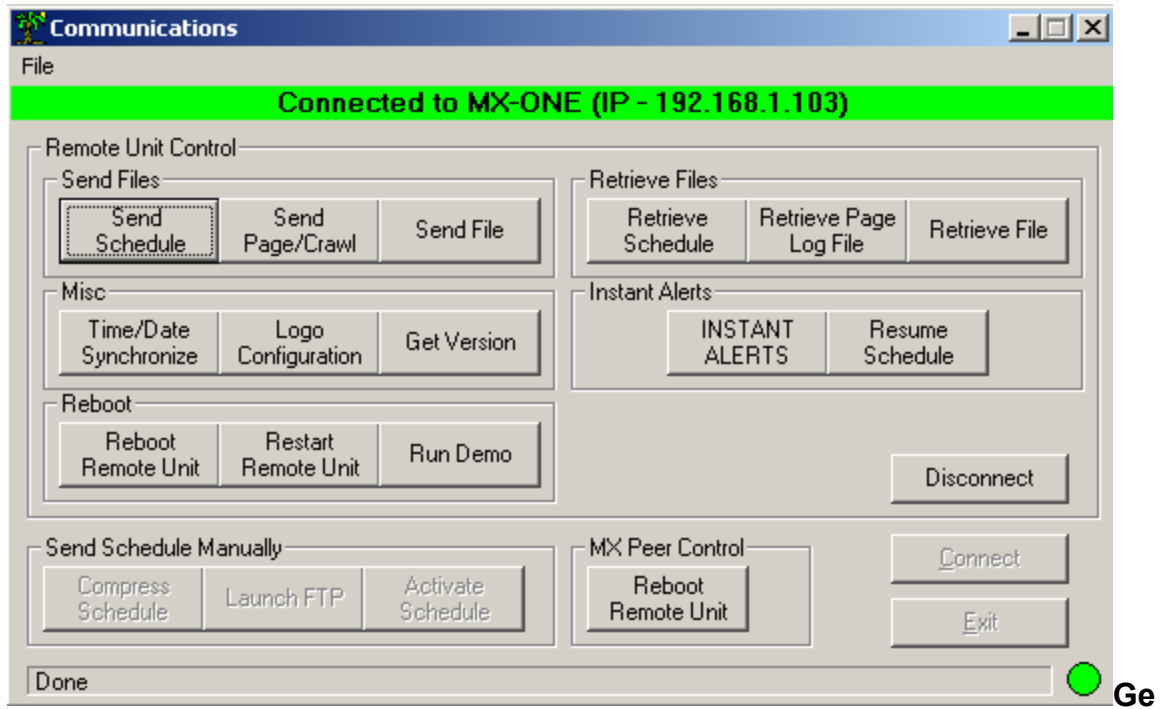 Communications
File
Connected to MX-ONE (IP - 192.168.1.103)
Remote Unit Control
Send Files
Send Schedule
Send Page/Crawl
Send File
Retrieve Files
Retrieve Schedule
Retrieve Page Log File
Retrieve File
Misc
Time/Date Synchronize
Logo Configuration
Get Version
Instant Alerts
INSTANT ALERTS
Resume Schedule
Reboot
Reboot Remote Unit
Restart Remote Unit
Run Demo
Disconnect
Send Schedule Manually
Compress Schedule
Launch FTP
Activate Schedule
MX Peer Control
Reboot Remote Unit
Connect
Exit
Done
Ge